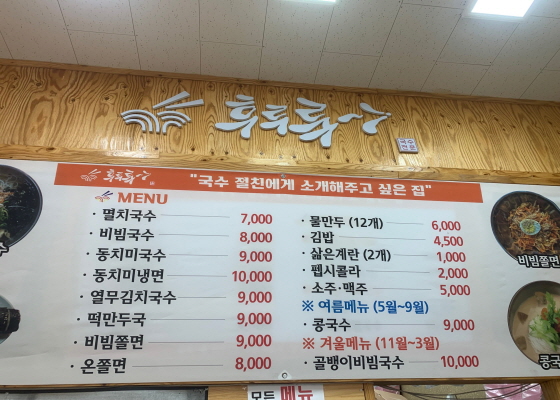 후루룩
국수
전문
후루룩
"국수 절친에게 소개해주고 싶은 집"
MENU
· 멸치국수 7,000
· 비빔국수 8,000
· 동치미국수 9,000
· 동치미냉면 10,000
· 열무김치국수 9,000
· 떡만두국 9,000
· 비빔쫄면 9,000
· 온쫄면 8,000
· 물만두 (12개) 6,000
· 김밥 4,500
· 삶은계란 (2개) 1,000
· 펩시콜라 2,000
· 소주·맥주 5,000
※ 여름메뉴 (5월~9월)
· 콩국수 9,000
※ 겨울메뉴 (11월~3월)
· 골뱅이비빔국수 10,000
비빔쫄면
콩국
모든 메뉴